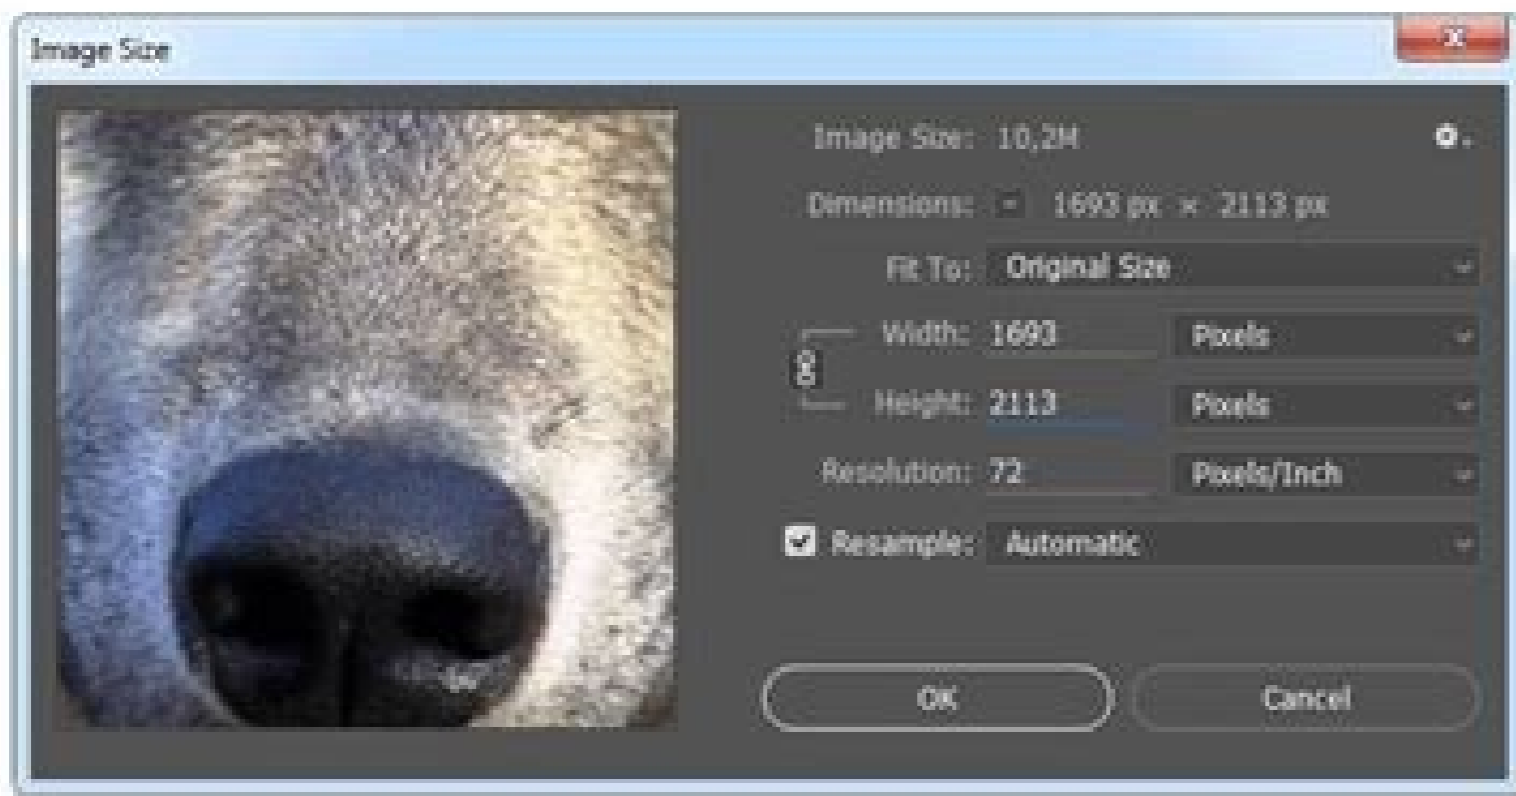 Image Size
Image Size: 10,2M
Dimensions: 1693 px × 2113 px
Fit To: Original Size
Width: 1693 Pixels
Height: 2113 Pixels
Resolution: 72 Pixels/Inch
Resample: Automatic
OK Cancel